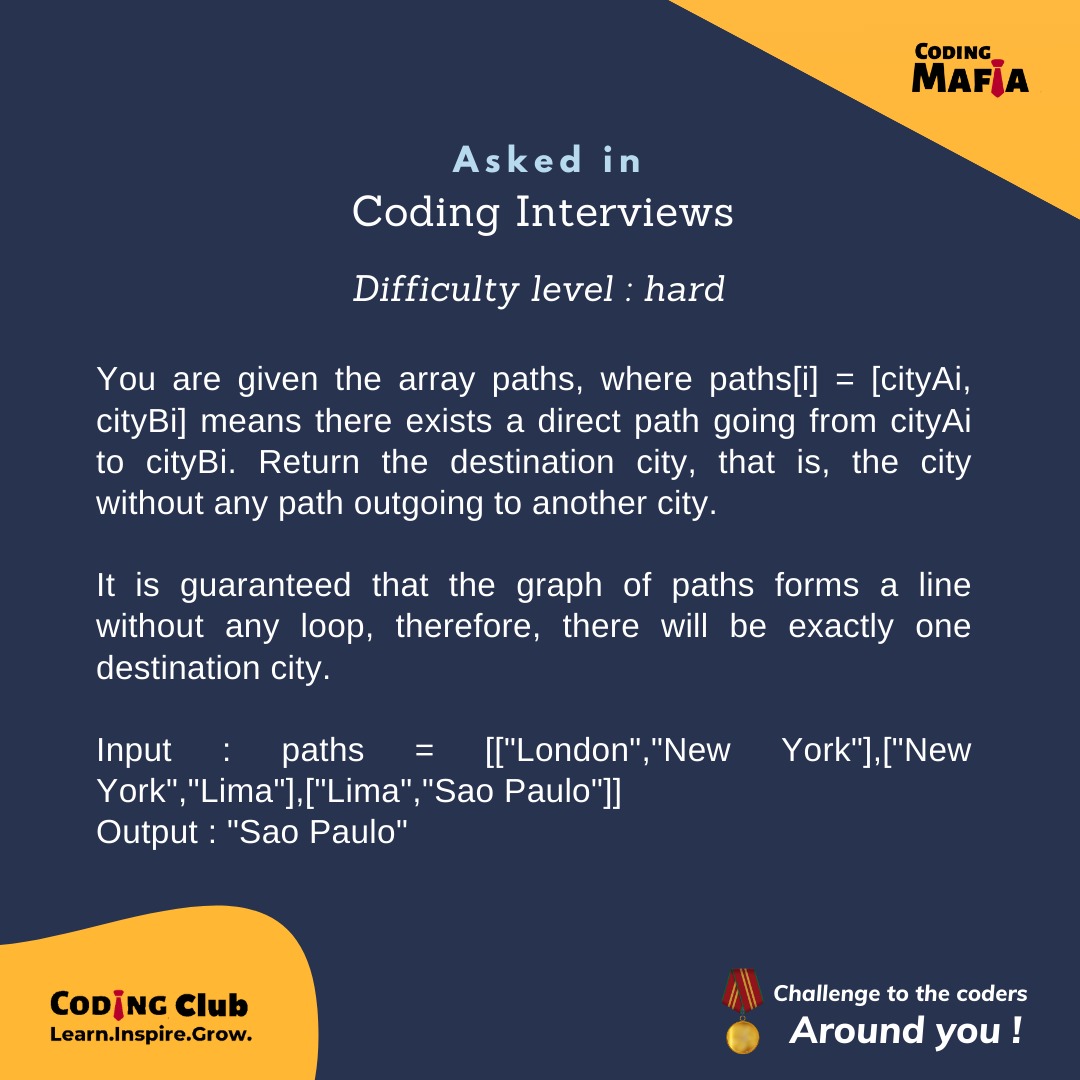 CODING
MAFIA
Asked in
Coding Interviews
Difficulty level : hard
You are given the array paths, where paths[i] = [cityAi,
cityBi] means there exists a direct path going from cityAi
to cityBi. Return the destination city, that is, the city
without any path outgoing to another city.
It is guaranteed that the graph of paths forms a line
without any loop, therefore, there will be exactly one
destination city.
Input : paths = [["London","New York"],["New
York","Lima"],["Lima","Sao Paulo"]]
Output : "Sao Paulo"
CODING Club
Learn.Inspire.Grow.
Challenge to the coders
Around you !